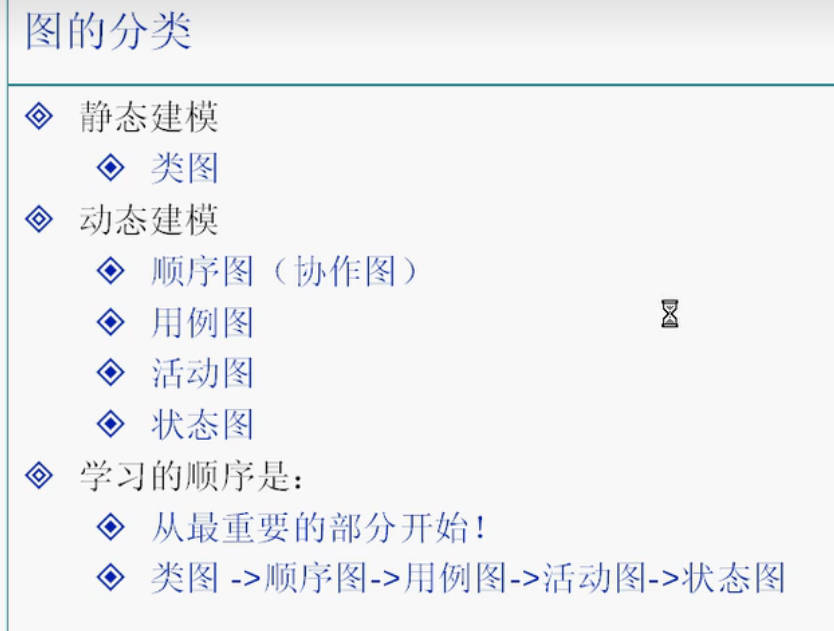 图的分类
静态建模
类图
动态建模
顺序图（协作图）
用例图
活动图
状态图
学习的顺序是：
从最重要的部分开始！
类图 ->顺序图->用例图->活动图->状态图